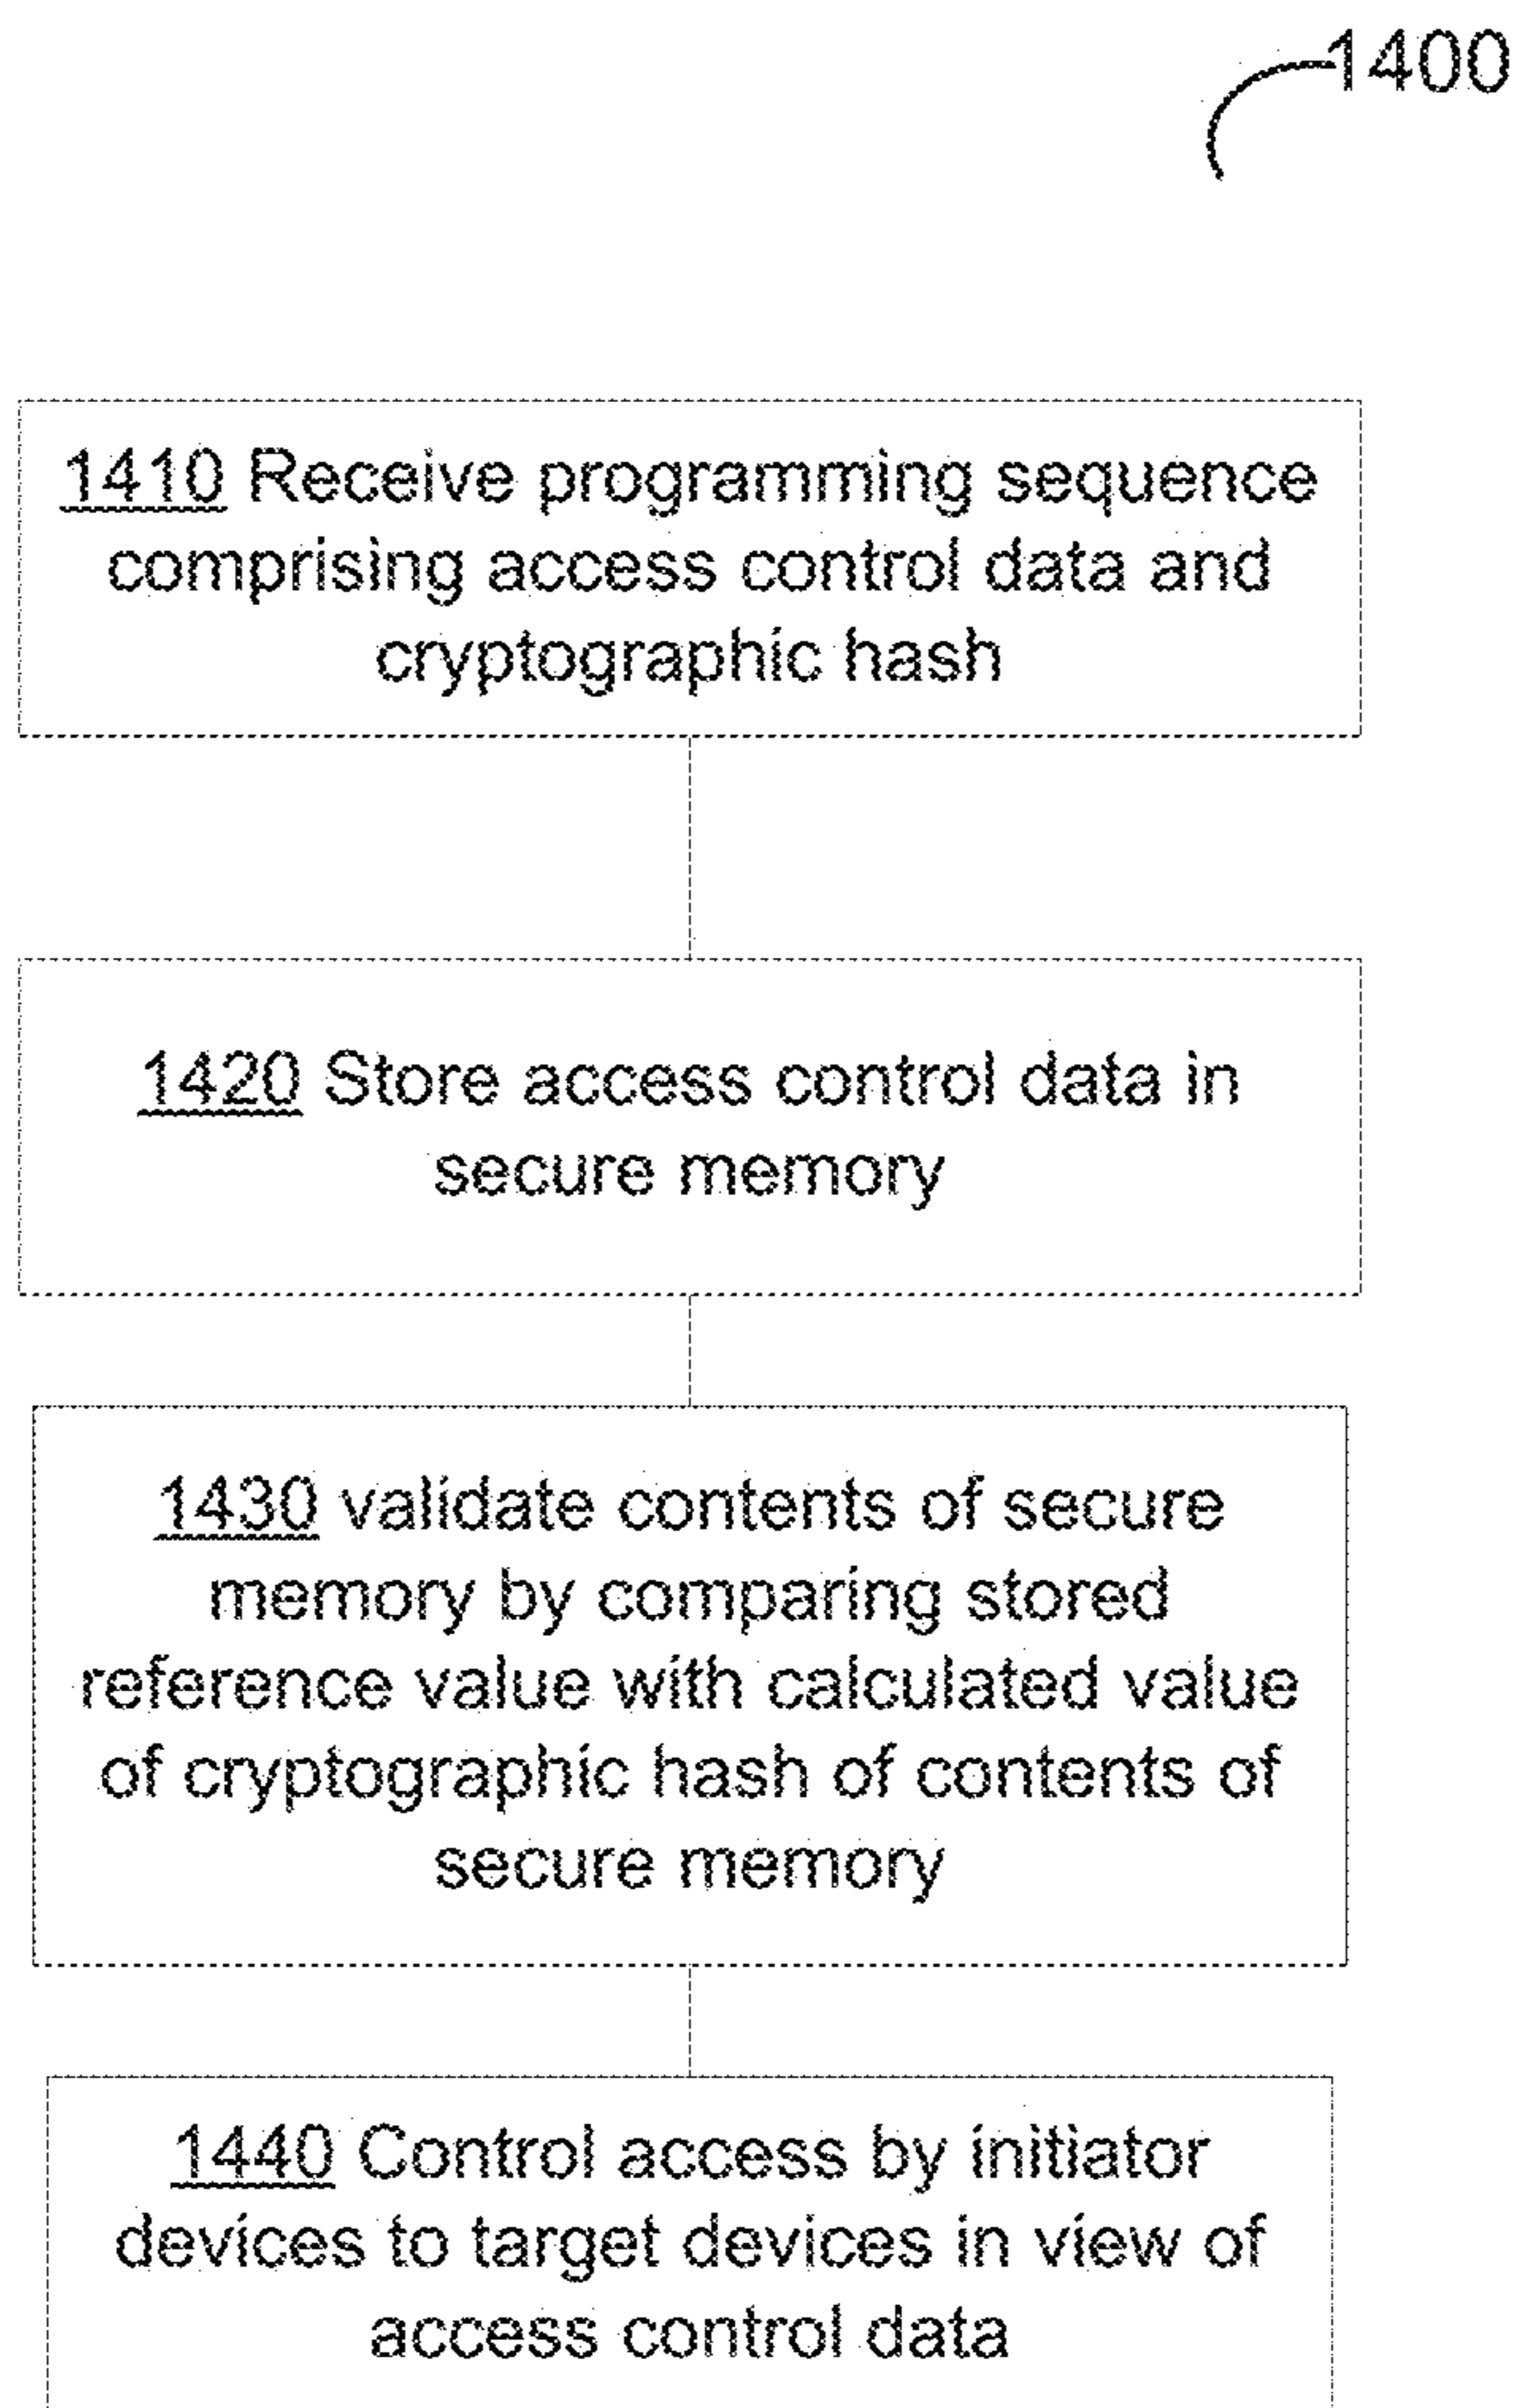 1400
1410 Receive programming sequence
comprising access control data and
cryptographic hash
1420 Store access control data in
secure memory
1430 validate contents of secure
memory by comparing stored
reference value with calculated value
of cryptographic hash of contents of
secure memory
1440 Control access by initiator
devices to target devices in view of
access control data